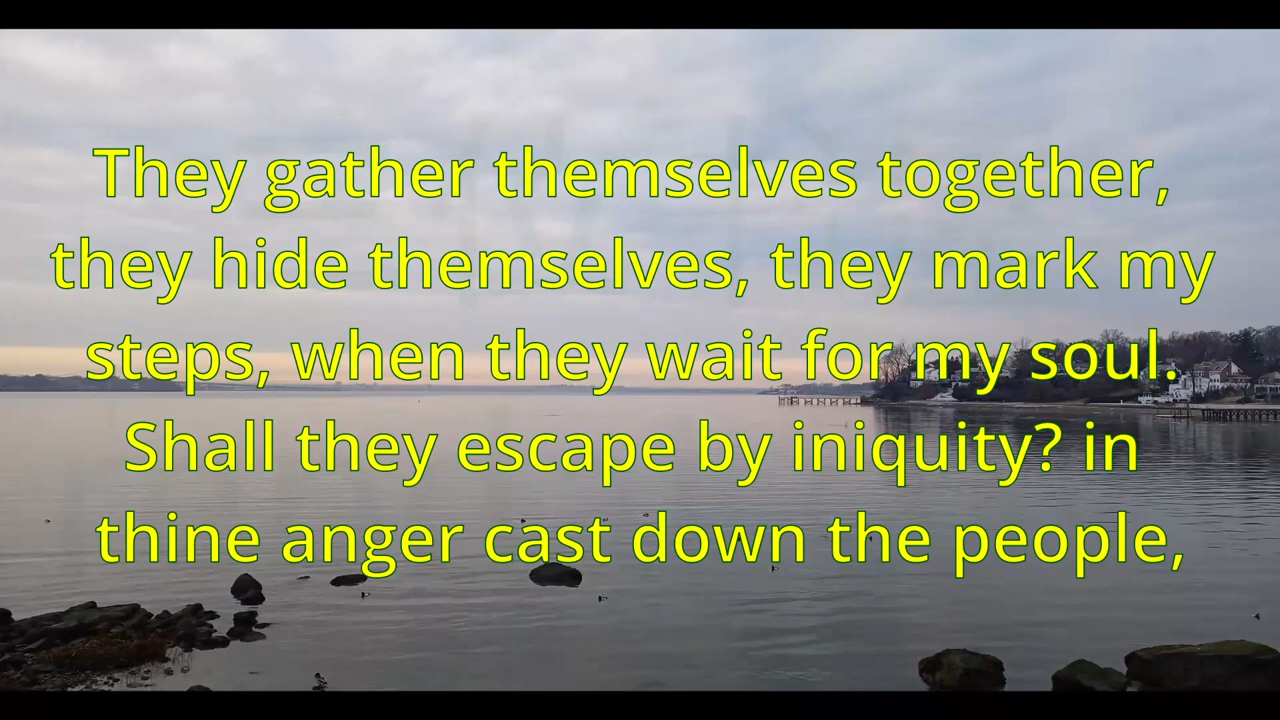 They gather themselves together,
they hide themselves, they mark my
steps, when they wait for my soul.
Shall they escape by iniquity? in
thine anger cast down the people,